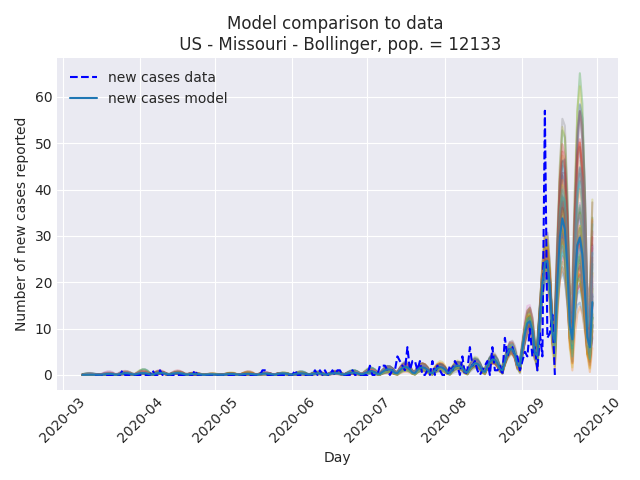 Model comparison to data
US - Missouri - Bollinger, pop. = 12133
new cases data
new cases model
Number of new cases reported
60
50
40
30
20
10
0
2020-03
2020-04
2020-05
2020-06
2020-07
2020-08
2020-09
2020-10
Day